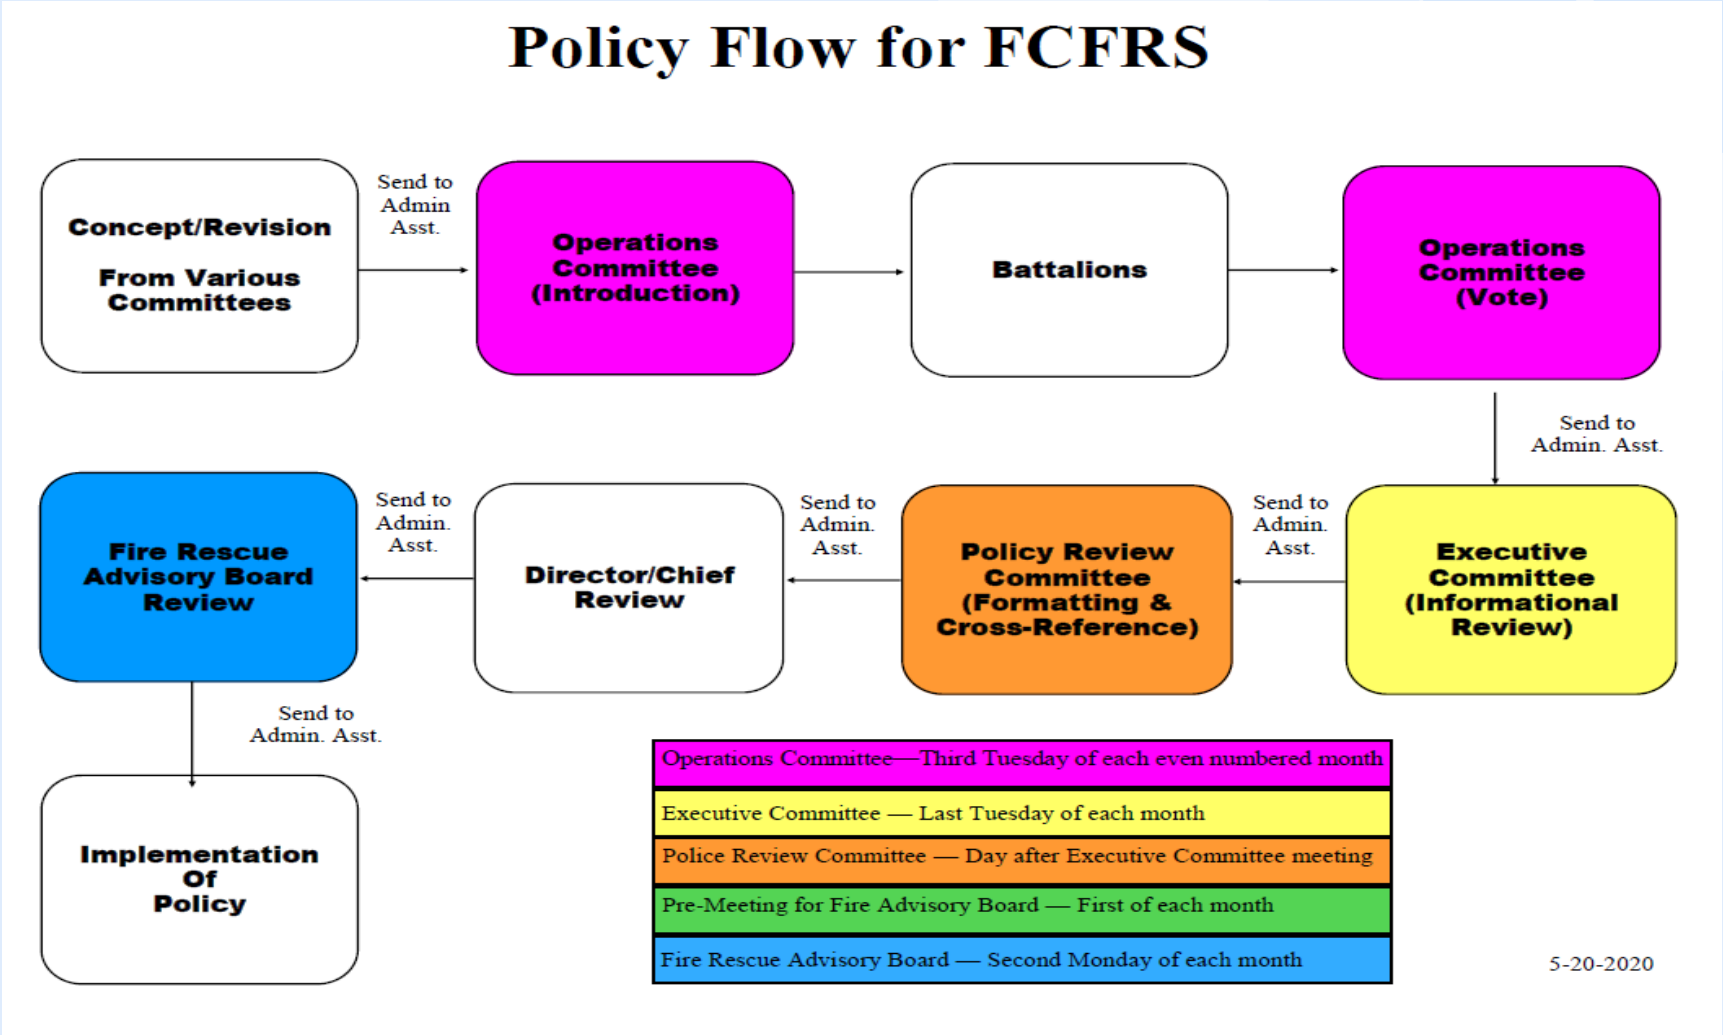 Policy Flow for FCFRS
Concept/Revision
From Various
Committees
Send to
Admin
Asst.
Operations
Committee
(Introduction)
Battalions
Operations
Committee
(Vote)
Send to
Admin. Asst.
Executive
Committee
(Informational
Review)
Send to
Admin.
Asst.
Policy Review
Committee
(Formatting &
Cross-Reference)
Send to
Admin.
Asst.
Director/Chief
Review
Send to
Admin.
Asst.
Fire Rescue
Advisory Board
Review
Send to
Admin. Asst.
Implementation
Of
Policy
Operations Committee—Third Tuesday of each even numbered month
Executive Committee — Last Tuesday of each month
Police Review Committee — Day after Executive Committee meeting
Pre-Meeting for Fire Advisory Board — First of each month
Fire Rescue Advisory Board — Second Monday of each month
5-20-2020